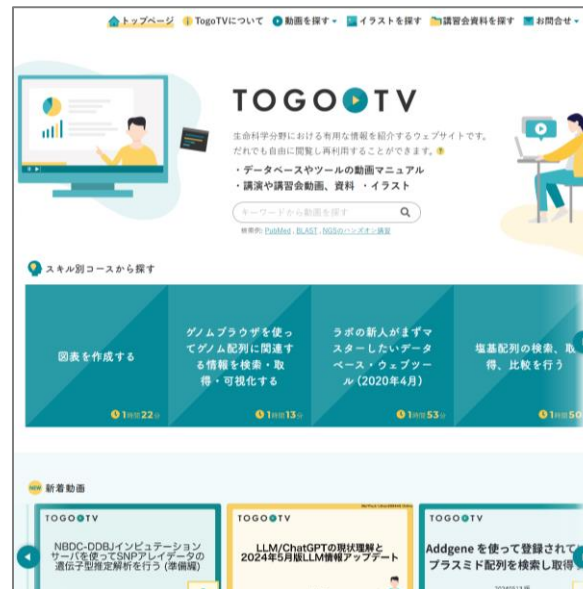 トップページ TogoTVについて 動画を探す イラストを探す 講習会資料を探す お問合せ
TOGO TV
生命科学分野における有用な情報を紹介するウェブサイトです。
だれでも自由に閲覧し再利用することができます。
・データベースやツールの動画マニュアル
・講演や講習会動画、資料 ・イラスト
キーワードから動画を探す
検索例: PubMed , BLAST , NGSのハンズオン講習
スキル別コースから探す
図表を作成する
1時間22分
ゲノムブラウザを使っ
てゲノム配列に関連す
る情報を検索・取
得・可視化する
1時間13分
ラボの新人がまずマ
スターしたいデータ
ベース・ウェブツー
ル(2020年4月)
1時間53分
塩基配列の検索、取
得、比較を行う
1時間50
NEW 新着動画
TOGO TV
NBDC-DDBJインピュテーション
サーバを使ってSNPアレイデータの
遺伝子型推定解析を行う (準備編)
TOGO TV
LLM/ChatGPTの現状理解と
2024年5月版LLM情報アップデート
TOGO TV
Addgene を使って登録されて
プラスミド配列を検索し取得